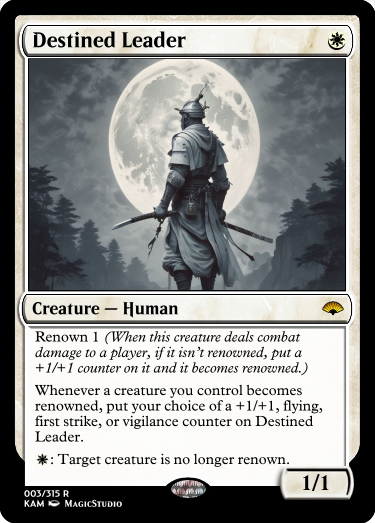 Destined Leader
Creature — Human
Renown 1 (When this creature deals combat
damage to a player, if it isn't renowned, put a
+1/+1 counter on it and it becomes renowned.)
Whenever a creature you control becomes
renowned, put your choice of a +1/+1, flying,
first strike, or vigilance counter on Destined
Leader.
: Target creature is no longer renowned.
1/1
003/315 R
KAM MagicStudio